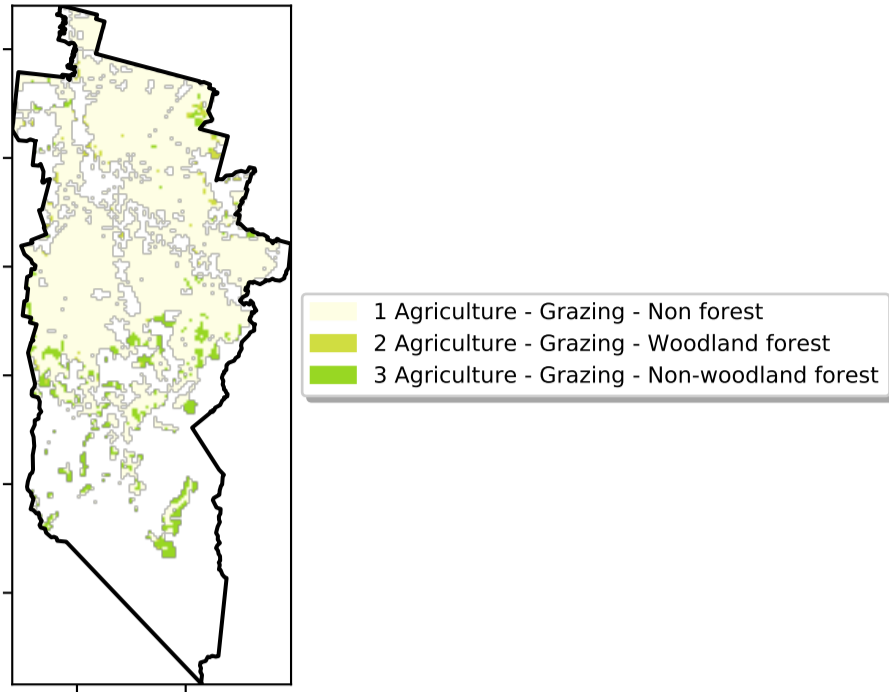 1 Agriculture - Grazing - Non forest
2 Agriculture - Grazing - Woodland forest
3 Agriculture - Grazing - Non-woodland forest